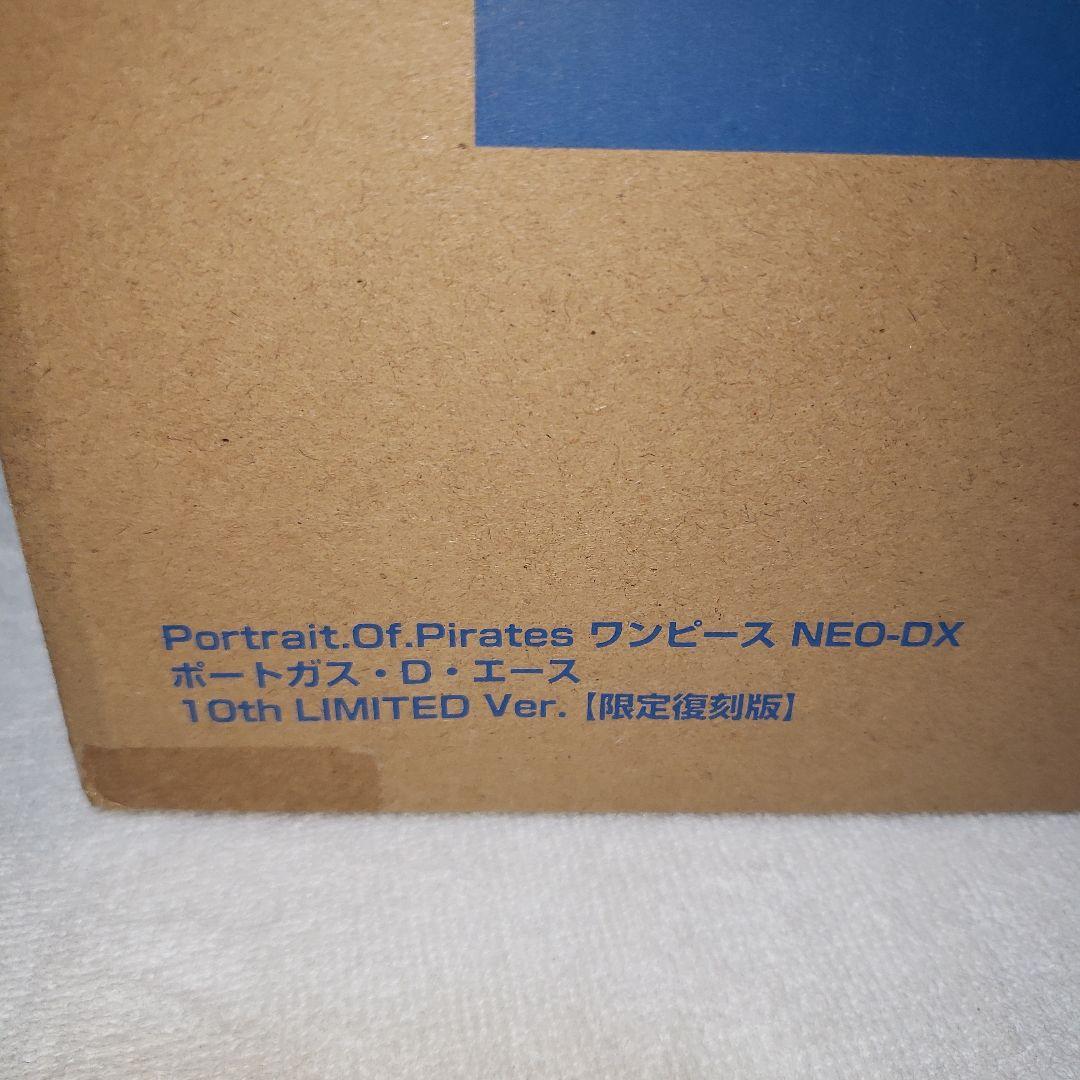 Portrait.Of.Pirates ワンピース NEO-DX
ポートガス・D・エース
10th LIMITED Ver.【限定復刻版】